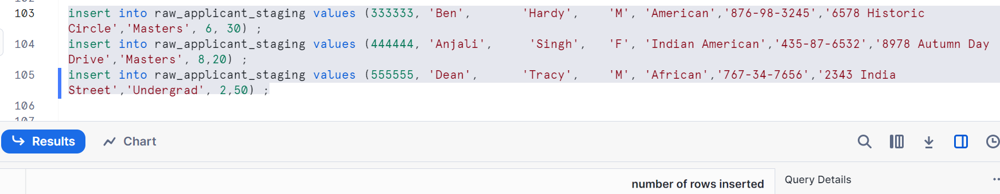 103 insert into raw_applicant_staging values (333333, 'Ben', 'Hardy', 'M', 'American','876-98-3245','6578 Historic
Circle','Masters', 6, 30) ;
104 insert into raw_applicant_staging values (444444, 'Anjali', 'Singh', 'F', 'Indian American','435-87-6532','8978 Autumn Day
Drive','Masters', 8,20) ;
105 insert into raw_applicant_staging values (555555, 'Dean', 'Tracy', 'M', 'African','767-34-7656','2343 India
Street','Undergrad', 2,50) ;
106
Results Chart
number of rows inserted Query Details